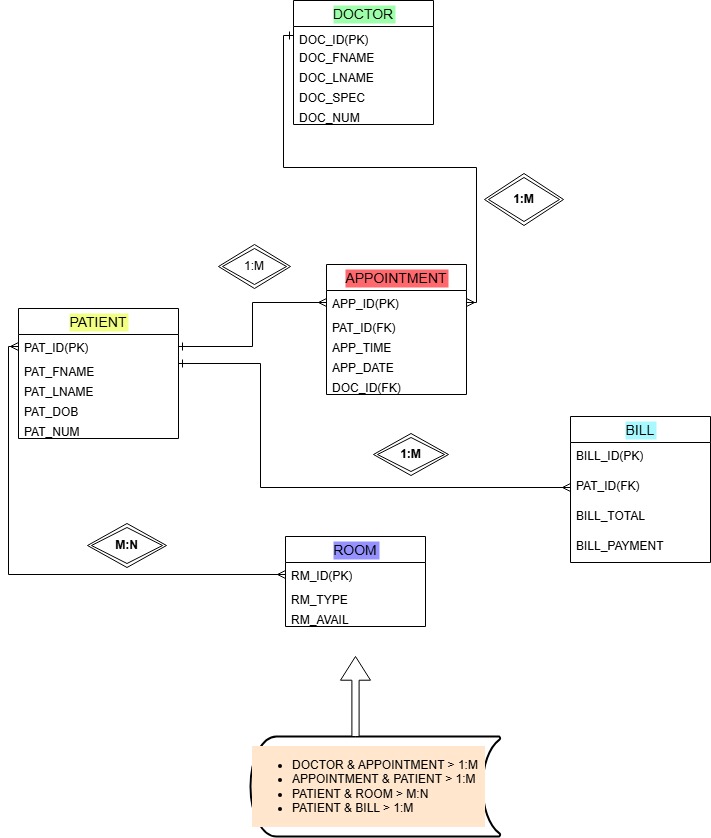 DOCTOR
DOC_ID(PK)
DOC_FNAME
DOC_LNAME
DOC_SPEC
DOC_NUM
1:M
1:M
APPOINTMENT
APP_ID(PK)
PAT_ID(FK)
APP_TIME
APP_DATE
DOC_ID(FK)
PATIENT
PAT_ID(PK)
PAT_FNAME
PAT_LNAME
PAT_DOB
PAT_NUM
BILL
BILL_ID(PK)
PAT_ID(FK)
BILL_TOTAL
BILL_PAYMENT
1:M
M:N
ROOM
RM_ID(PK)
RM_TYPE
RM_AVAIL
• DOCTOR & APPOINTMENT > 1:M
• APPOINTMENT & PATIENT > 1:M
• PATIENT & ROOM > M:N
• PATIENT & BILL > 1:M